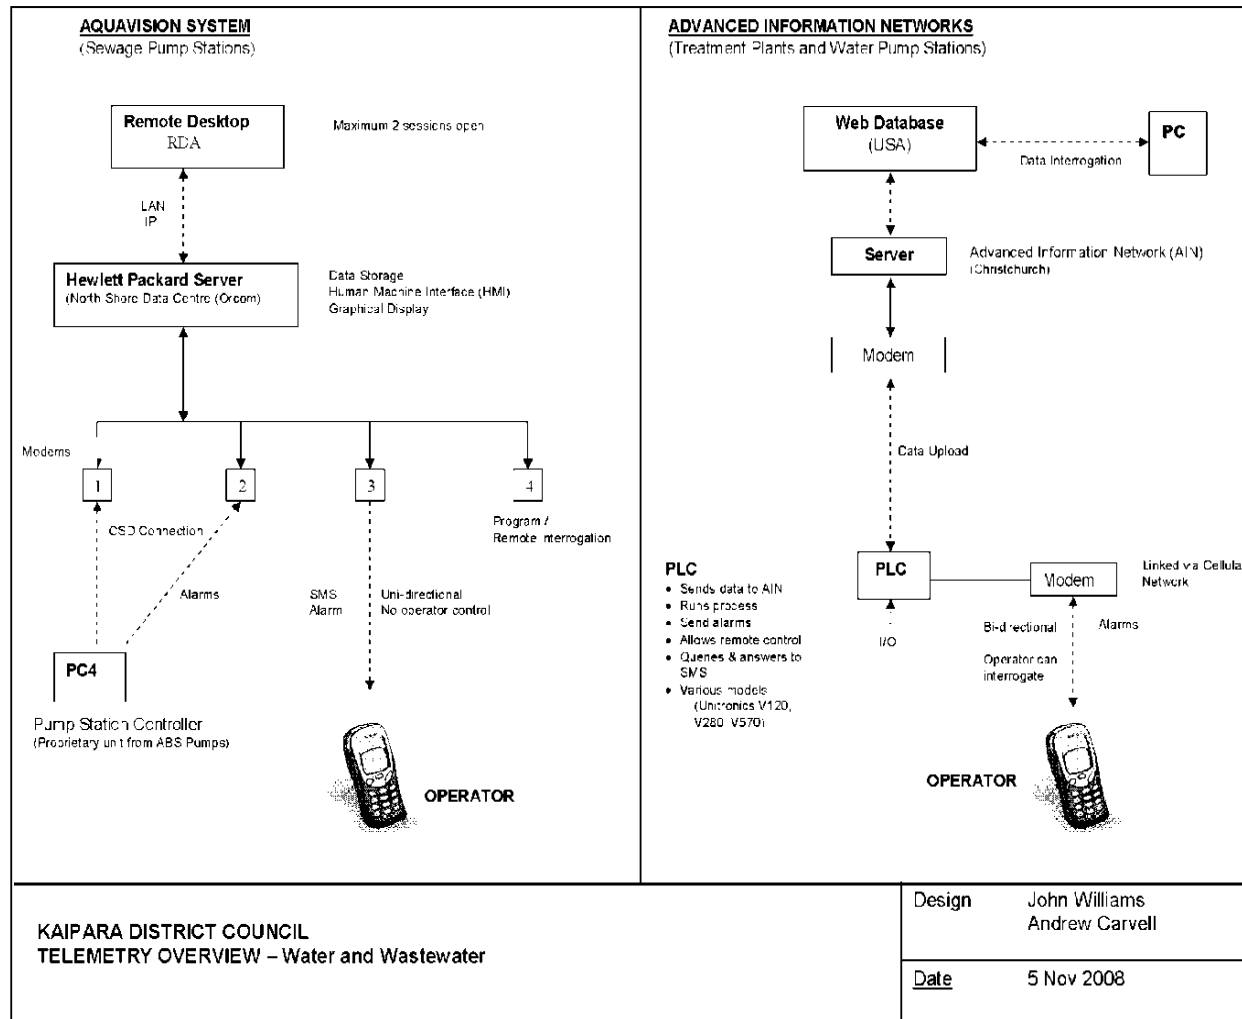 AQUAVISION SYSTEM
(Sewage Pump Stations)
Remote Desktop
RDA
Maximum 2 sessions open
LAN
IP
Hewlett Packard Server
(North Shore Data Centre (Orcom)
Data Storage
Human Machine Interface (HMI)
Graphical Display
Modems
1
2
3
4
CSD Connection
Program /
Remote Interrogation
Alarms
SMS
Alarm
Uni-directional
No operator control
PC4
Pump Station Controller
(Proprietary unit from ABS Pumps)
OPERATOR
ADVANCED INFORMATION NETWORKS
(Treatment Plants and Water Pump Stations)
Web Database
(USA)
PC
Data Interrogation
Server
Advanced Information Network (AIN)
(Christchurch)
Modem
Data Upload
PLC
• Sends data to AIN
• Runs process
• Send alarms
• Allows remote control
• Queries & answers to
SMS
• Various models
(Unitronics V120,
V280, V570)
PLC
I/O
Modem
Linked via Cellular
Network
Bi-directional
Alarms
Operator can
interrogate
OPERATOR
KAIPARA DISTRICT COUNCIL
TELEMETRY OVERVIEW – Water and Wastewater
Design
John Williams
Andrew Carvell
Date
5 Nov 2008